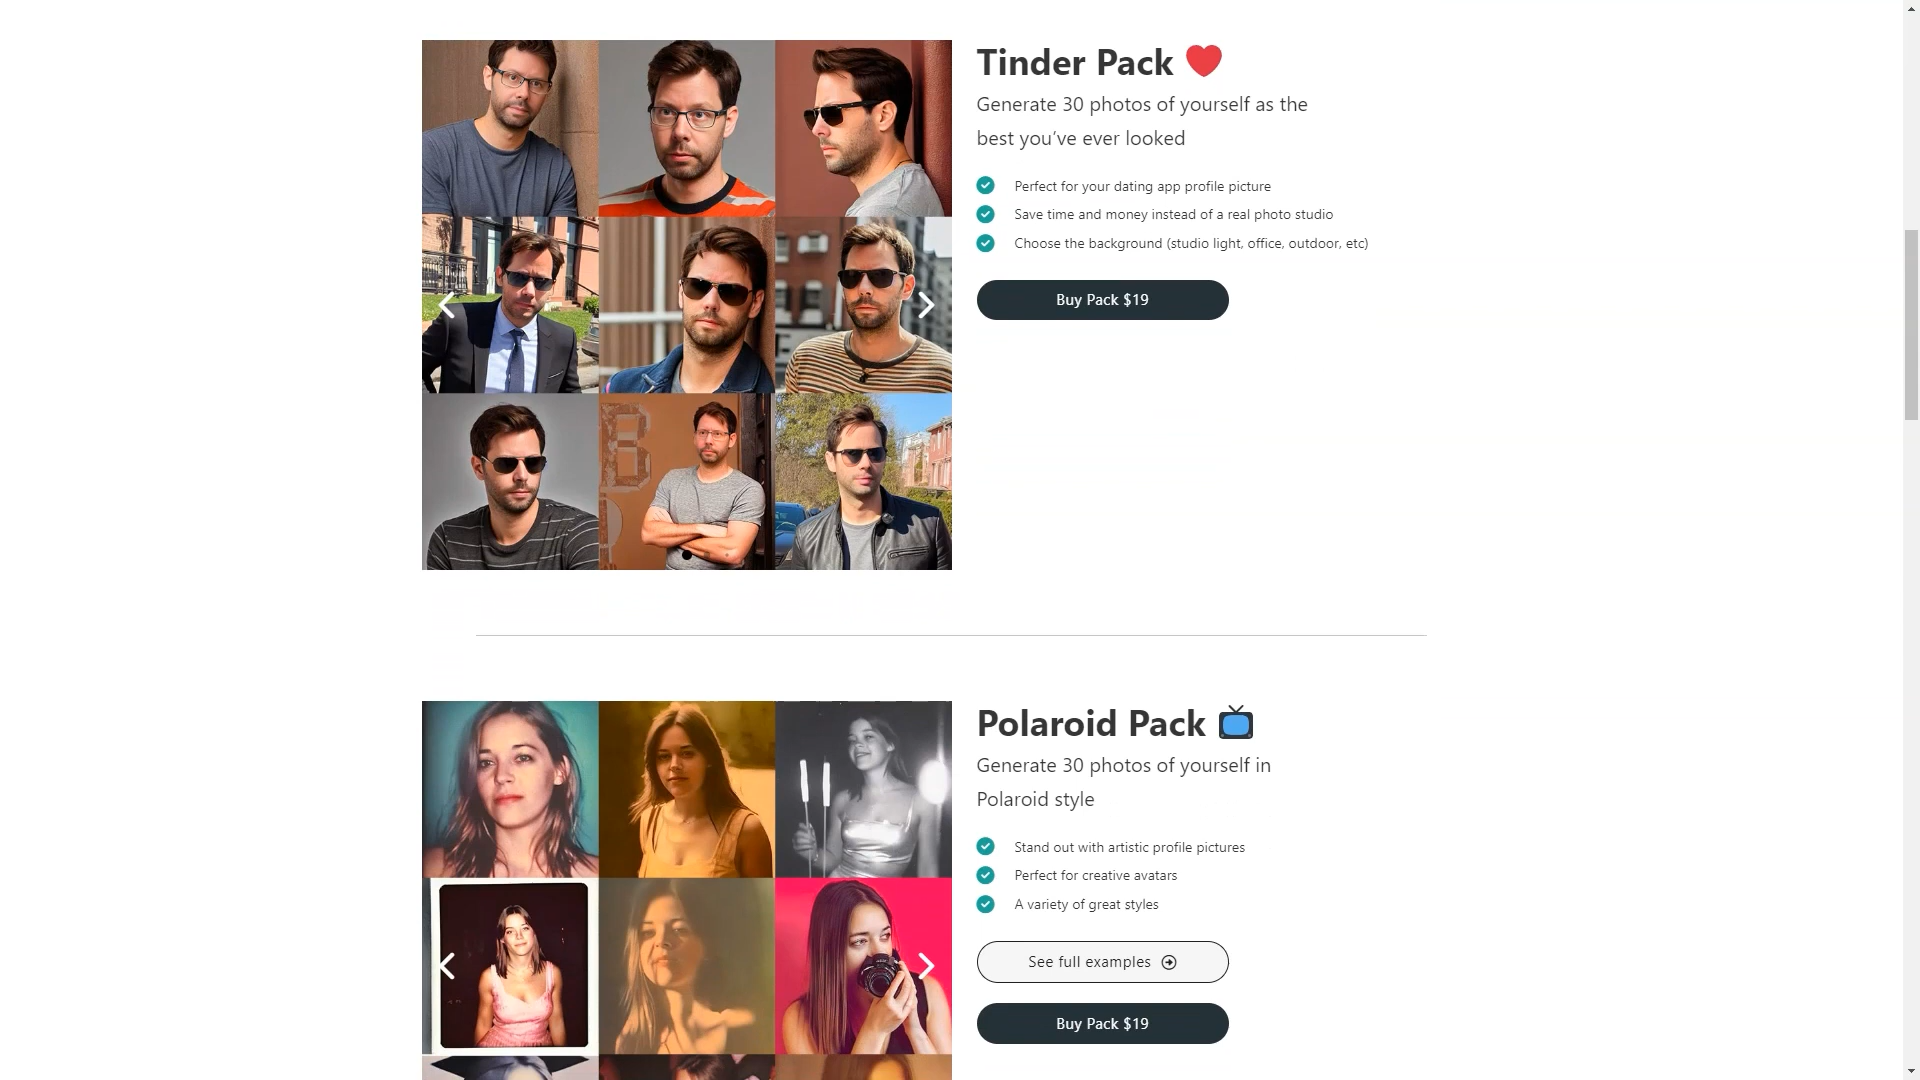 Tinder Pack
Generate 30 photos of yourself as the
best you've ever looked
Perfect for your dating app profile picture
Save time and money instead of a real photo studio
Choose the background (studio light, office, outdoor, etc)
Buy Pack $19
Polaroid Pack
Generate 30 photos of yourself in
Polaroid style
Stand out with artistic profile pictures
Perfect for creative avatars
A variety of great styles
See full examples
Buy Pack $19